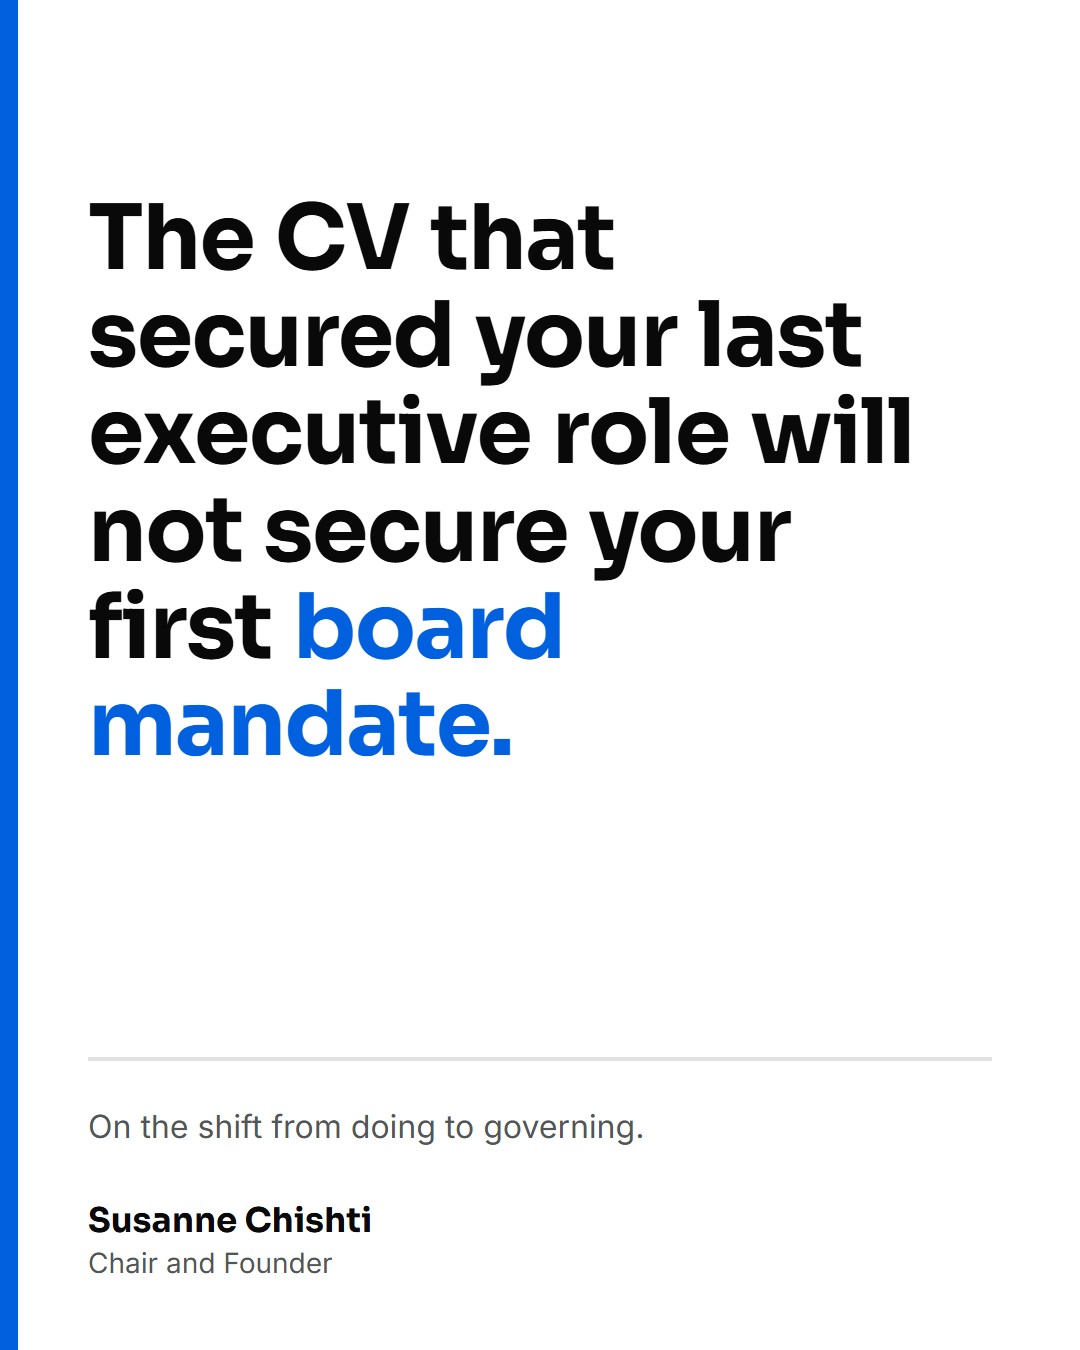 The CV that
secured your last
executive role will
not secure your
first board
mandate.
On the shift from doing to governing.
Susanne Chishti
Chair and Founder